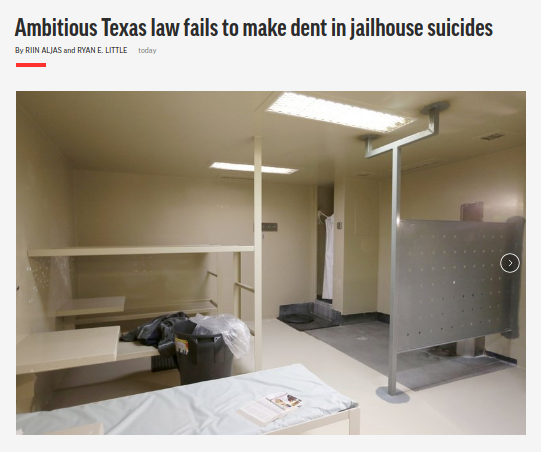 Ambitious Texas law fails to make dent in jailhouse suicides
By RIIN ALJAS and RYAN E. LITTLE today